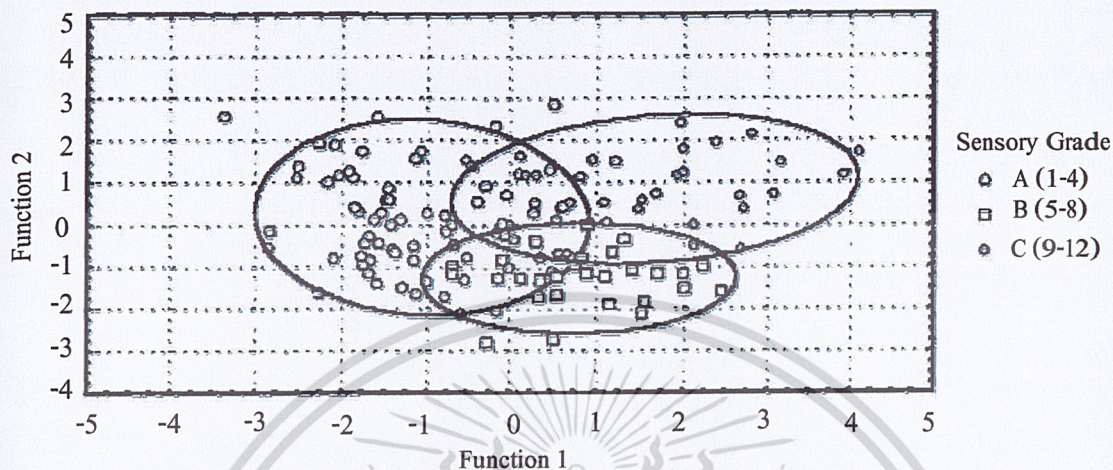 5
4
3
2
1
0
-1
-2
-3
-4
Function 2
-5 -4 -3 -2 -1 0 1 2 3 4 5
Function 1
Sensory Grade
A (1-4)
B (5-8)
C (9-12)